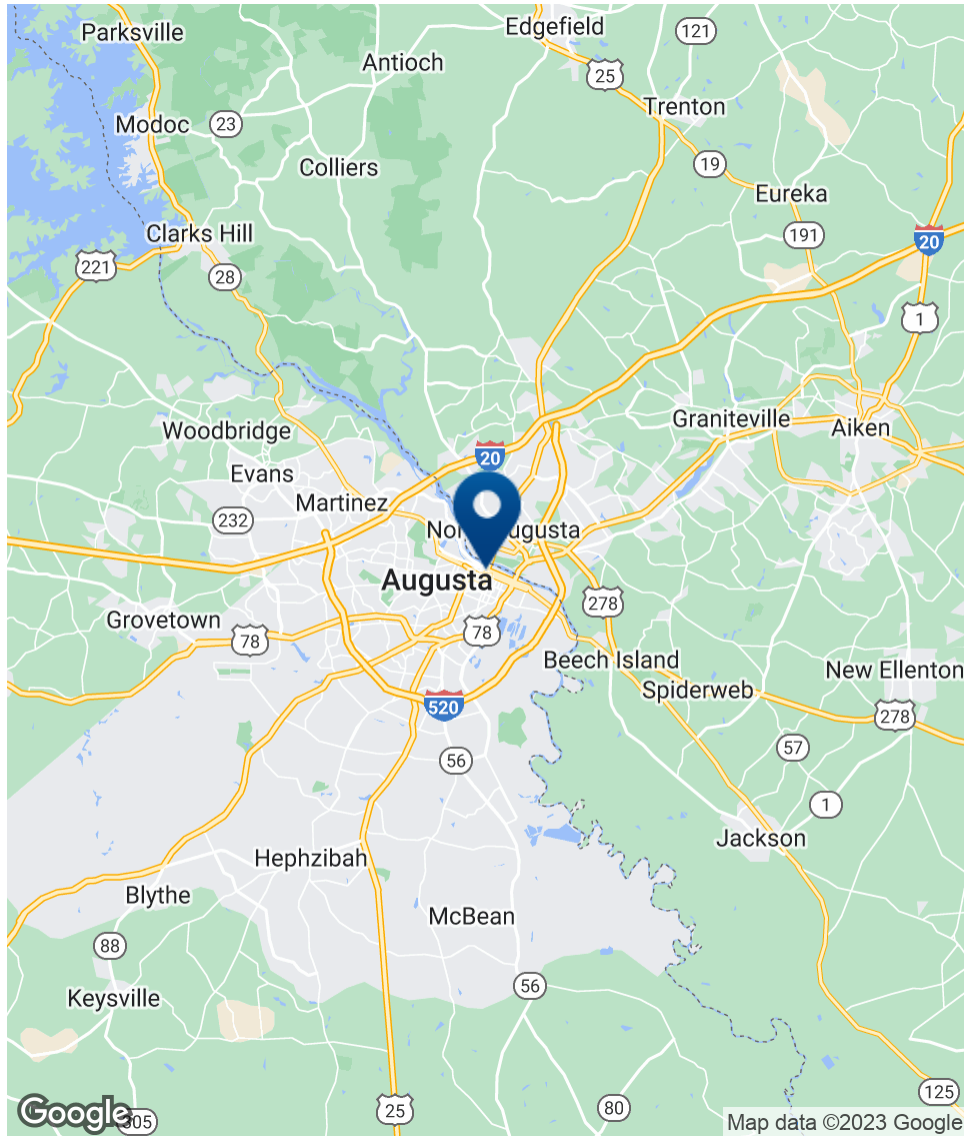 Parksville
Edgefield
121
Antioch
25
Trenton
Modoc
23
Colliers
19
Eureka
Clarks Hill
191
20
221
28
1
Graniteville
Aiken
Woodbridge
20
Evans
Martinez
232
North Augusta
Augusta
278
Grovetown
78
78
Beech Island
New Ellenton
Spiderweb
520
278
56
57
1
Jackson
Hephzibah
Blythe
McBean
88
56
Keysville
125
Google
305
25
80
Map data ©2023 Google